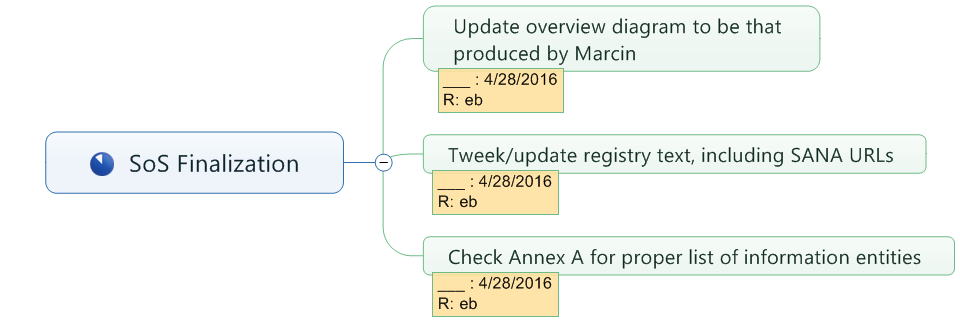 Update overview diagram to be that
produced by Marcin
___ : 4/28/2016
R: eb
SoS Finalization
Tweek/update registry text, including SANA URLs
___ : 4/28/2016
R: eb
Check Annex A for proper list of information entities
___ : 4/28/2016
R: eb